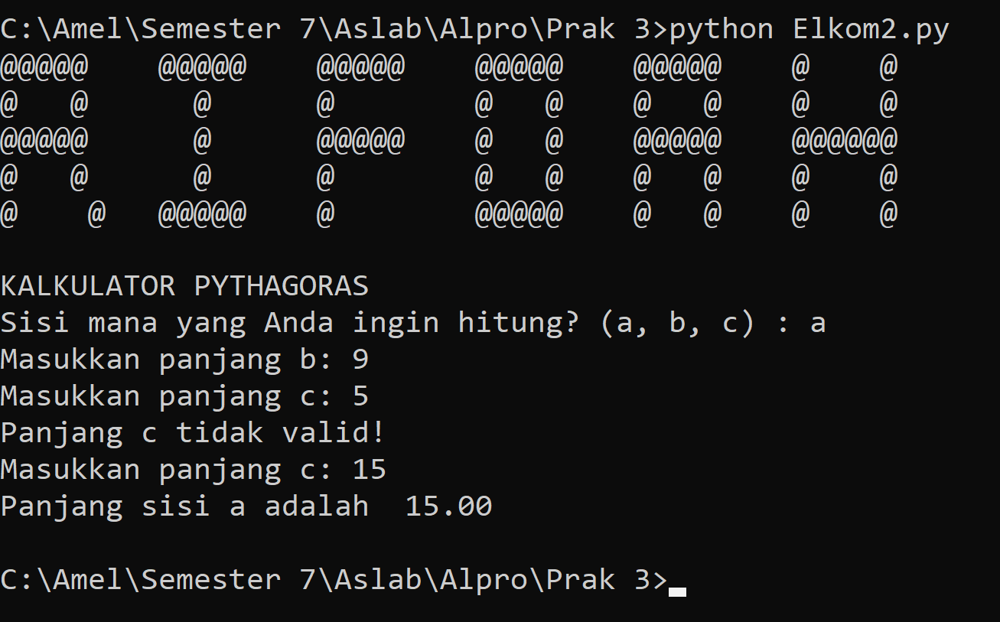 C:\Amel\Semester 7\Aslab\Alpro\Prak 3>python Elkom2.py
@@@@@    @@@@@    @@@@@    @@@@@    @@@@@    @    @
@   @      @      @        @   @    @   @    @    @
@@@@@      @      @@@@@    @   @    @@@@@    @@@@@@
@   @      @      @        @   @    @   @    @    @
@    @   @@@@@    @        @@@@@    @   @    @    @

KALKULATOR PYTHAGORAS
Sisi mana yang Anda ingin hitung? (a, b, c) : a
Masukkan panjang b: 9
Masukkan panjang c: 5
Panjang c tidak valid!
Masukkan panjang c: 15
Panjang sisi a adalah  15.00

C:\Amel\Semester 7\Aslab\Alpro\Prak 3>_